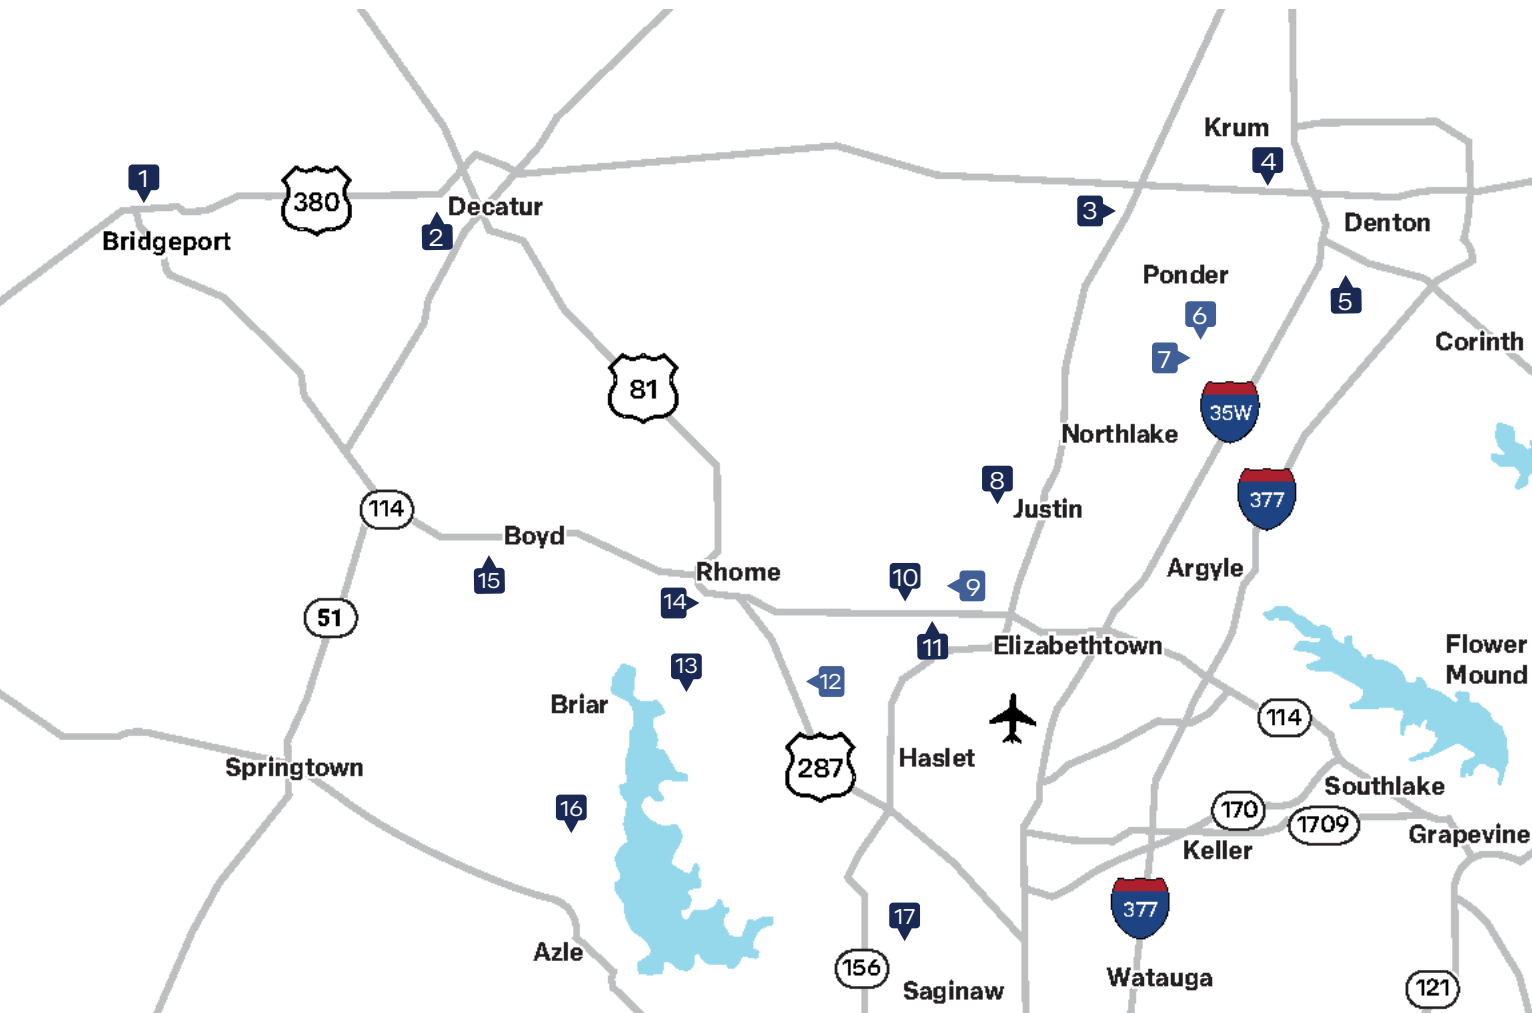 Krum
4
1
380
Decatur
3
2
Denton
Bridgeport
Ponder
5
6
Corinth
7
81
35W
Northlake
8
377
114
Justin
Boyd
Argyle
Rhome
15
10
9
14
51
11
Elizabethtown
Flower
Mound
13
12
Briar
114
Haslet
Springtown
287
Southlake
16
170
1709
Grapevine
Keller
377
17
Azle
156
Watauga
121
Saginaw